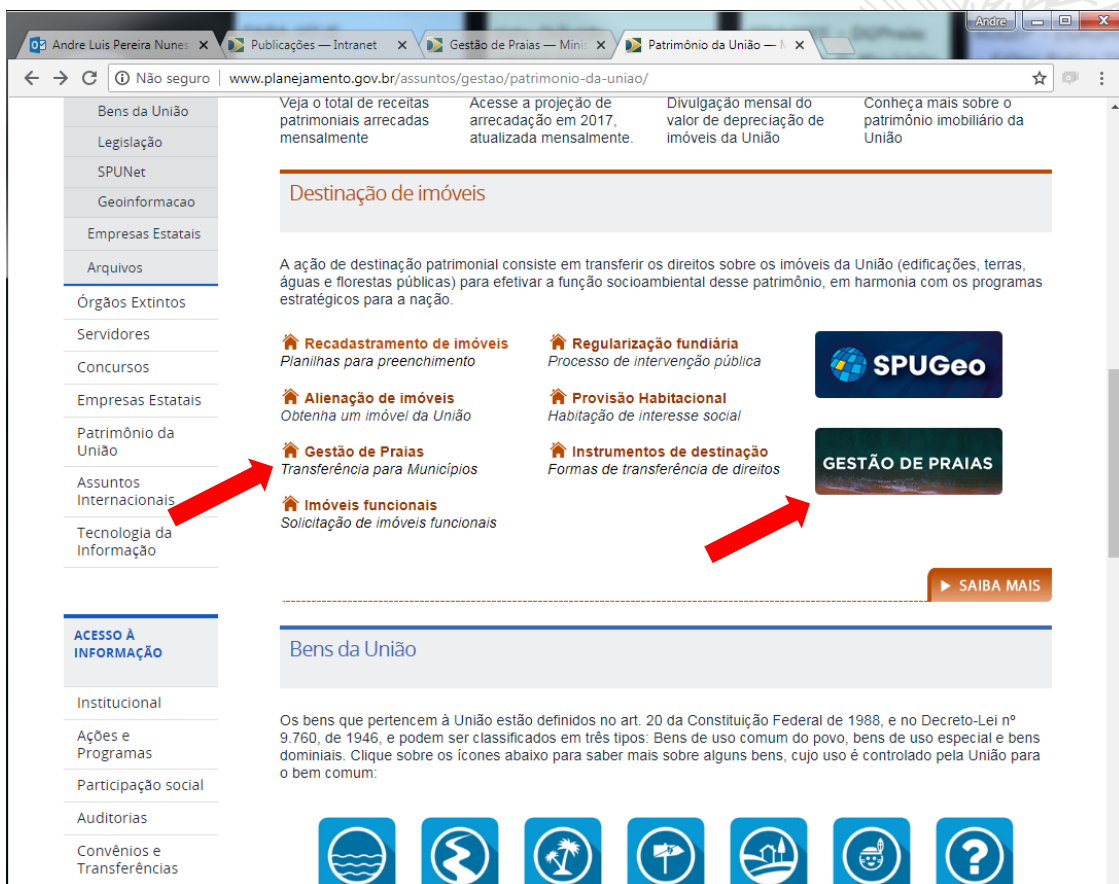 Andre
Andre Luis Pereira Nunes
Publicações — Intranet
Gestão de Praias — Minis
Patrimônio da União — M
Não seguro | www.planejamento.gov.br/assuntos/gestao/patrimonio-da-uniao/
Bens da União
Legislação
SPUNet
Geoinformacao
Empresas Estatais
Arquivos
Órgãos Extintos
Servidores
Concursos
Empresas Estatais
Patrimônio da
União
Assuntos
Internacionais
Tecnologia da
Informação
ACESSO À
INFORMAÇÃO
Institucional
Ações e
Programas
Participação social
Auditorias
Convênios e
Transferências
Veja o total de receitas
patrimoniais arrecadas
mensalmente
Acesse a projeção de
arrecadação em 2017,
atualizada mensalmente.
Divulgação mensal do
valor de depreciação de
imóveis da União
Conheça mais sobre o
patrimônio imobiliário da
União
Destinação de imóveis
A ação de destinação patrimonial consiste em transferir os direitos sobre os imóveis da União (edificações, terras,
águas e florestas públicas) para efetivar a função socioambiental desse patrimônio, em harmonia com os programas
estratégicos para a nação.
Recadastramento de imóveis
Planilhas para preenchimento
Alienação de imóveis
Obtenha um imóvel da União
Gestão de Praias
Transferência para Municípios
Imóveis funcionais
Solicitação de imóveis funcionais
Regularização fundiária
Processo de intervenção pública
Provisão Habitacional
Habitação de interesse social
Instrumentos de destinação
Formas de transferência de direitos
SPUGeo
GESTÃO DE PRAIAS
SAIBA MAIS
Bens da União
Os bens que pertencem à União estão definidos no art. 20 da Constituição Federal de 1988, e no Decreto-Lei nº
9.760, de 1946, e podem ser classificados em três tipos: Bens de uso comum do povo, bens de uso especial e bens
dominiais. Clique sobre os ícones abaixo para saber mais sobre alguns bens, cujo uso é controlado pela União para
o bem comum:
?